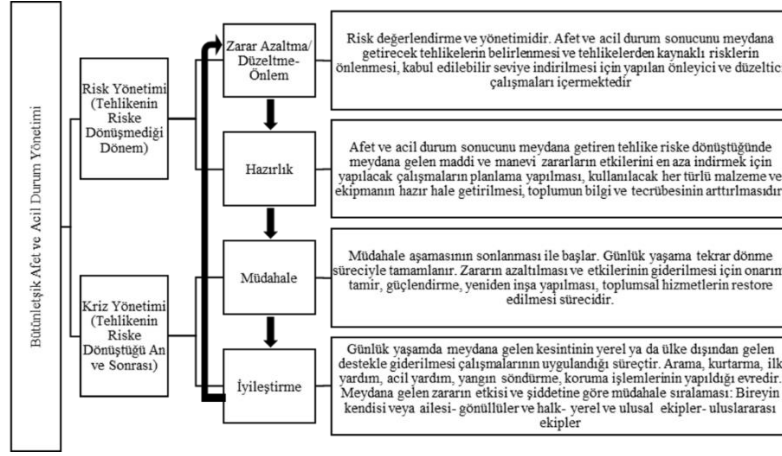 Bütünletşik Afet ve Acil Durum Yönetimi
Risk Yönetimi
(Tehlikenin
Riske
Dönüşmediği
Dönem)
Kriz Yönetimi
(Tehlikenin
Riske
Dönüştüğü An
ve Sonrası)
Zarar Azaltma/
Düzeltme-
Önlem
Risk değerlendirme ve yönetimidir. Afet ve acil durum sonucunu meydana
getirecek tehlikelerin belirlenmesi ve tehlikelerden kaynaklı risklerin
önlenmesi, kabul edilebilir seviye indirilmesi için yapılan önleyici ve düzeltici
çalışmaları içermektedir
Hazırlık
Afet ve acil durum sonucunu meydana getiren tehlike riske dönüştüğünde
meydana gelen maddi ve manevi zararların etkilerini en aza indirmek için
yapılacak çalışmaların planlama yapılması, kullanılacak her türlü malzeme ve
ekipmanın hazır hale getirilmesi, toplumun bilgi ve tecrübesinin arttırılmasıdır
Müdahale
Müdahale aşamasının sonlanması ile başlar. Günlük yaşama tekrar dönme
süreciyle tamamlanır. Zararın azaltılması ve etkilerinin giderilmesi için onarım,
tamir, güçlendirme, yeniden inşa yapılması, toplumsal hizmetlerin restore
edilmesi sürecidir.
İyileştirme
Günlük yaşamda meydana gelen kesintinin yerel ya da ülke dışından gelen
destekle giderilmesi çalışmalarının uygulandığı süreçtir. Arama, kurtarma, ilk
yardım, acil yardım, yangın söndürme, koruma işlemlerinin yapıldığı evredir.
Meydana gelen zararın etkisi ve şiddetine göre müdahale sıralaması: Bireyin
kendisi veya ailesi- gönüllüler ve halk- yerel ve ulusal ekipler- uluslararası
ekipler